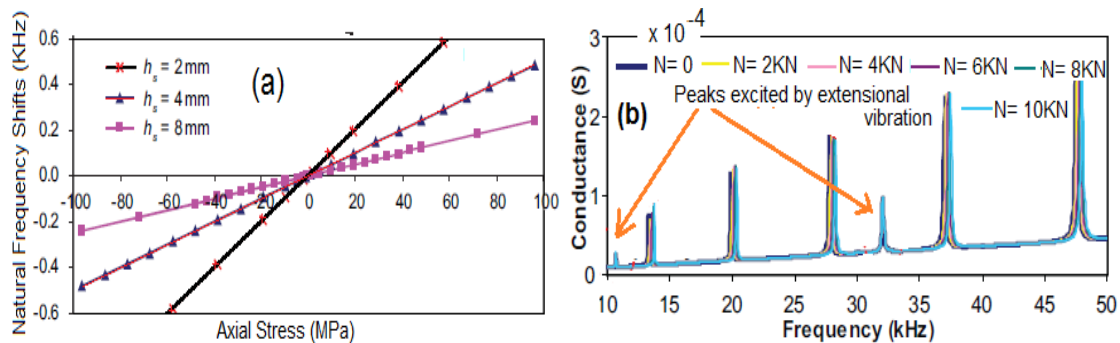 (a)
Natural Frequency Shifts (KHz)
0.6
0.4
0.2
0.0
-0.2
-0.4
-0.6
hs = 2mm
hs = 4mm
hs = 8mm
-100 -80 -60 -40 -20 0 20 40 60 80 100
Axial Stress (MPa)
x 10-4
(b)
Conductance (S)
3
2
1
0
N= 0 N= 2KN N= 4KN N= 6KN N= 8KN
N= 10KN
Peaks excited by extensional
vibration
10 15 20 25 30 35 40 45 50
Frequency (kHz)